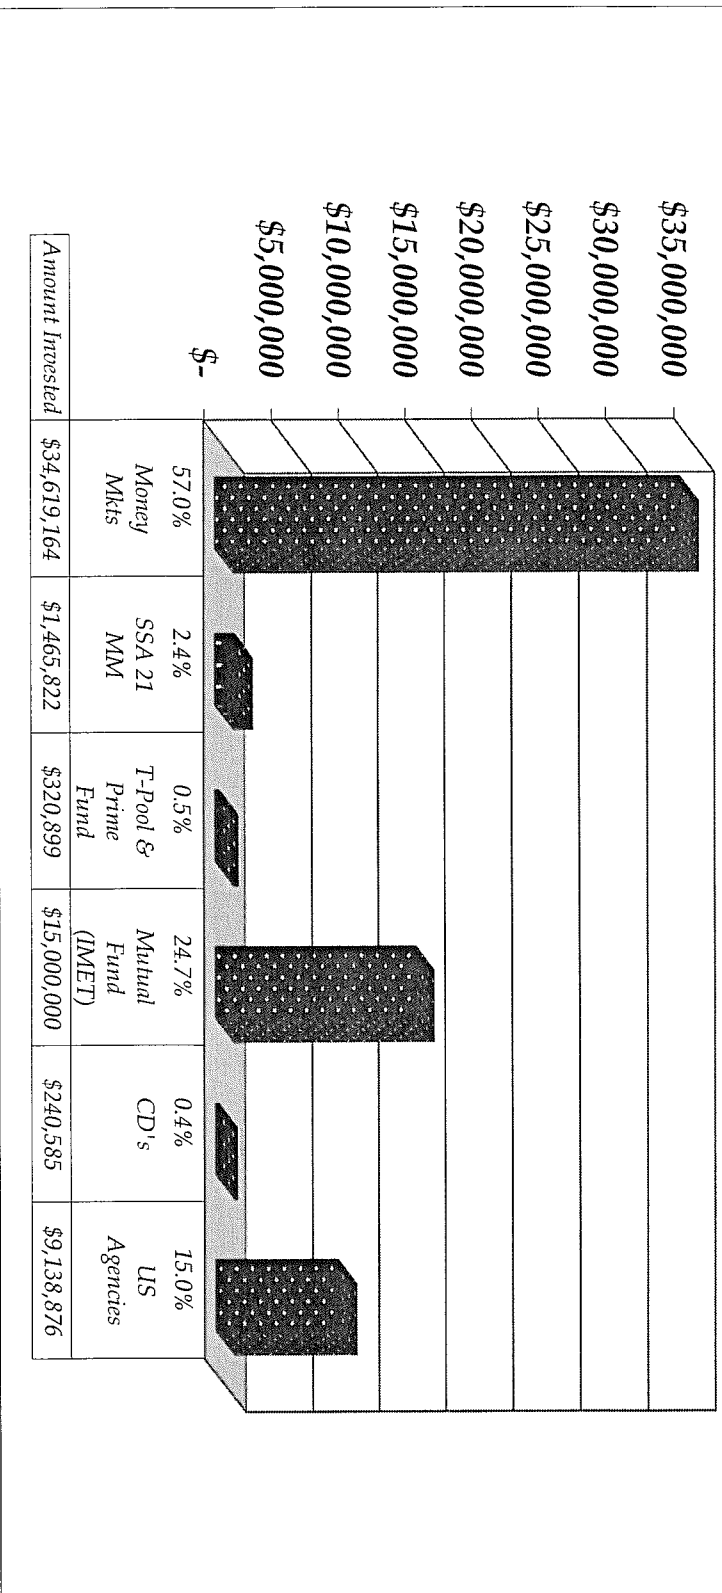 $35,000,000
$30,000,000
$25,000,000
$20,000,000
$15,000,000
$10,000,000
$5,000,000
$-
57.0%
Money
Mkts
2.4%
SSA 21
MM
0.5%
T-Pool &
Prime
Fund
24.7%
Mutual
Fund
(IMET)
0.4%
CD's
15.0%
US
Agencies
Amount Invested $34,619,164 $1,465,822 $320,899 $15,000,000 $240,585 $9,138,876